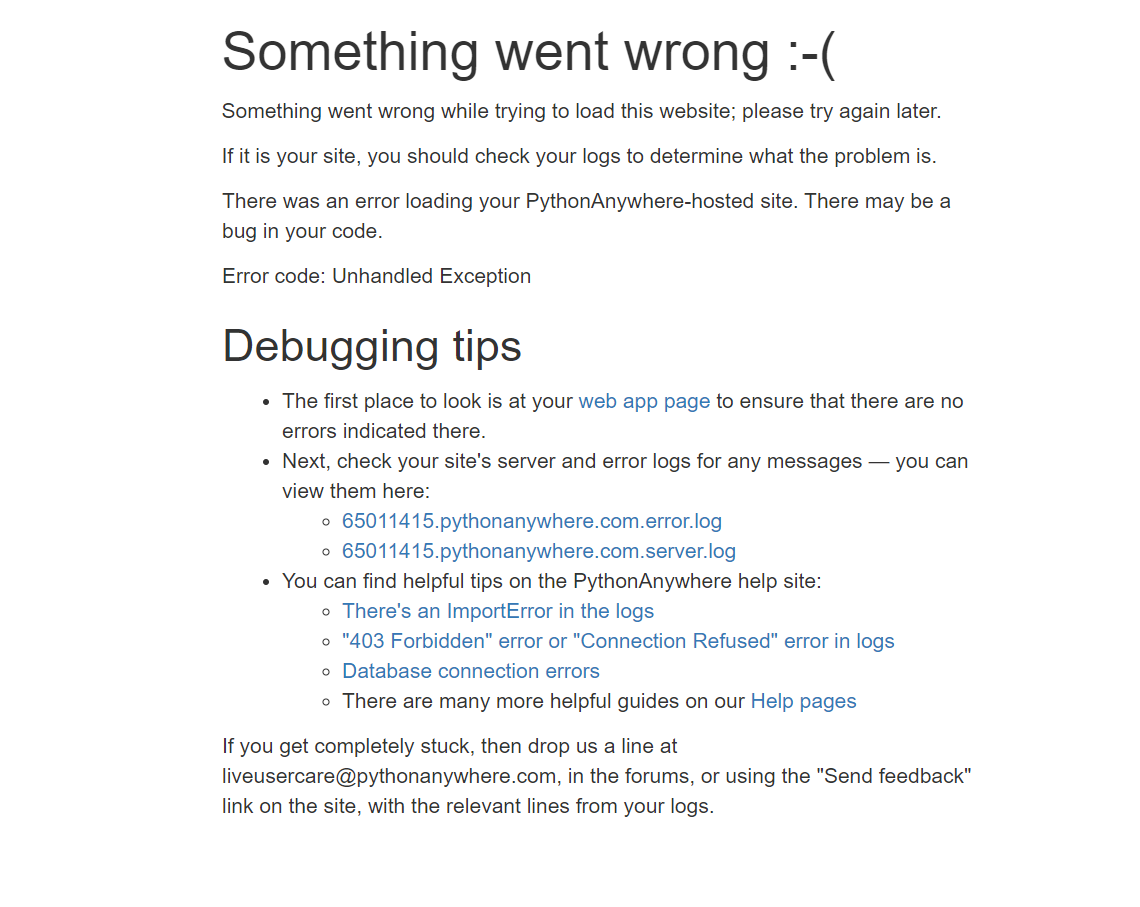 Something went wrong :-(
Something went wrong while trying to load this website; please try again later.
If it is your site, you should check your logs to determine what the problem is.
There was an error loading your PythonAnywhere-hosted site. There may be a
bug in your code.
Error code: Unhandled Exception
Debugging tips
The first place to look is at your web app page to ensure that there are no
errors indicated there.
Next, check your site's server and error logs for any messages — you can
view them here:
65011415.pythonanywhere.com.error.log
65011415.pythonanywhere.com.server.log
You can find helpful tips on the PythonAnywhere help site:
There's an ImportError in the logs
"403 Forbidden" error or "Connection Refused" error in logs
Database connection errors
There are many more helpful guides on our Help pages
If you get completely stuck, then drop us a line at
liveusercare@pythonanywhere.com, in the forums, or using the "Send feedback"
link on the site, with the relevant lines from your logs.